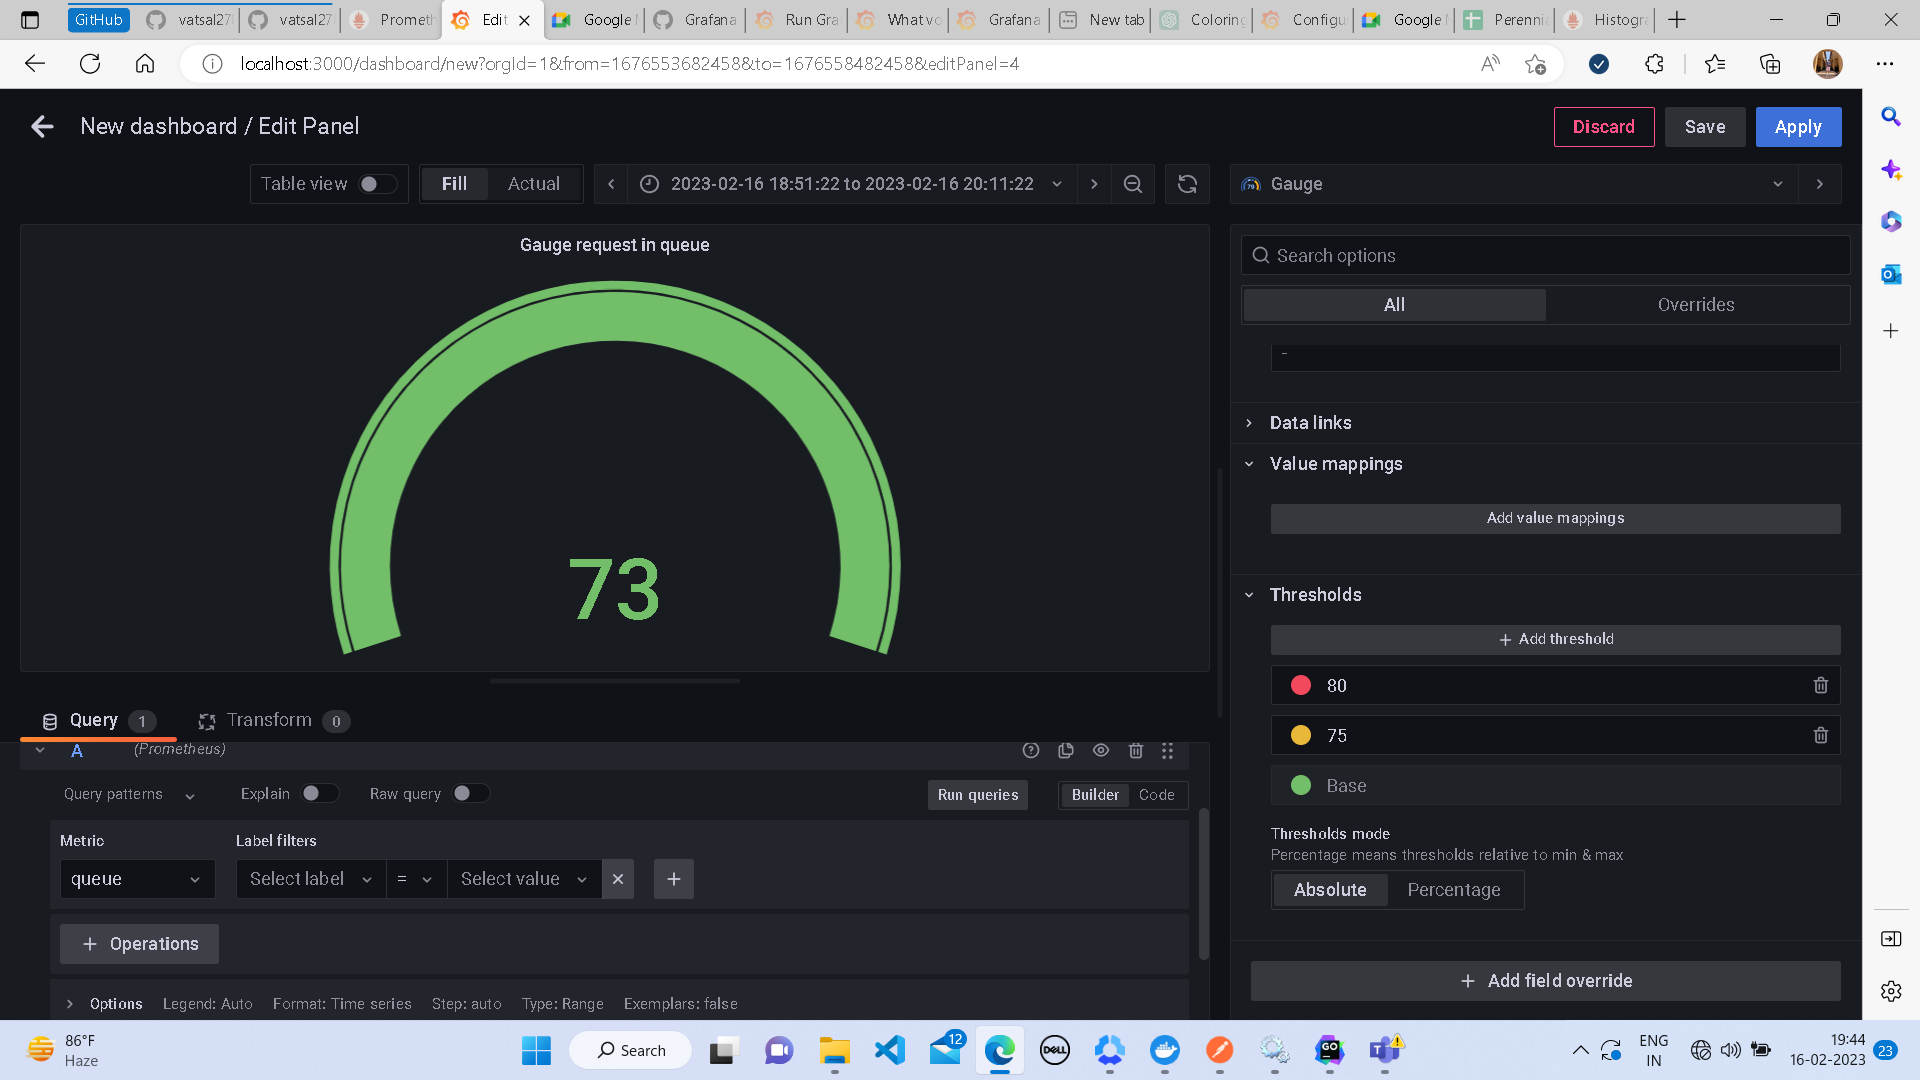 GitHub
vatsal27
vatsal27
Prometh
Edit
Google M
Grafana
Run Gra
What vo
Grafana
New tab
Coloring
Configu
Google M
Perennia
Histogra
localhost:3000/dashboard/new?orgId=1&from=1676553682458&to=1676558482458&editPanel=4
New dashboard / Edit Panel
Discard
Save
Apply
Table view
Fill
Actual
2023-02-16 18:51:22 to 2023-02-16 20:11:22
Gauge
Gauge request in queue
73
Search options
All
Overrides
Data links
Value mappings
Add value mappings
Thresholds
+ Add threshold
80
75
Base
Thresholds mode
Percentage means thresholds relative to min & max
Absolute
Percentage
+ Add field override
Query 1
Transform 0
A (Prometheus)
Query patterns
Explain
Raw query
Run queries
Builder
Code
Metric
Label filters
queue
Select label
=
Select value
+ Operations
Options Legend: Auto Format: Time series Step: auto Type: Range Exemplars: false
86°F
Haze
Search
12
DELL
GO
ENG
IN
19:44
16-02-2023
23